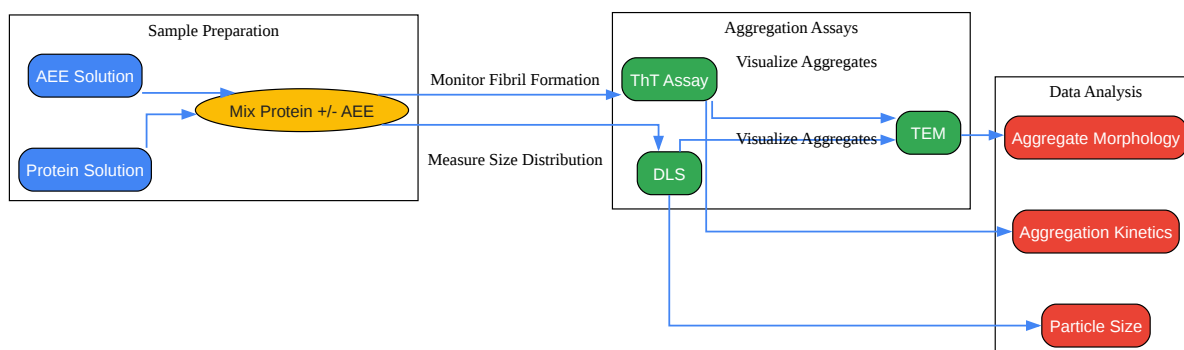 Sample Preparation
AEE Solution
Mix Protein +/- AEE
Protein Solution
Monitor Fibril Formation
Measure Size Distribution
Aggregation Assays
ThT Assay
Visualize Aggregates
Visualize Aggregates
DLS
TEM
Data Analysis
Aggregate Morphology
Aggregation Kinetics
Particle Size